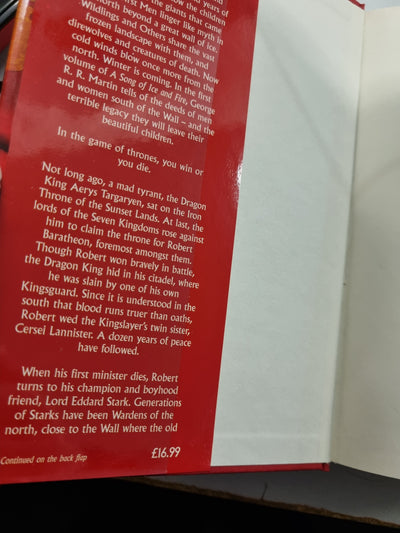 years of
the children
the giants that came
First Men linger like myth in
north beyond a great wall of ice.
Wildlings and Others share the vast
frozen landscape with them, and
direwolves and creatures of death. Now
cold winds blow once more from the
north. Winter is coming. In the first
volume of A Song of Ice and Fire, George
R. R. Martin tells of the deeds of men
and women south of the Wall – and the
terrible legacy they will leave their
beautiful children.
In the game of thrones, you win or
you die.
Not long ago, a mad tyrant, the Dragon
King Aerys Targaryen, sat on the Iron
Throne of the Sunset Lands. At last, the
lords of the Seven Kingdoms rose against
him to claim the throne for Robert
Baratheon, foremost amongst them.
Though Robert won bravely in battle,
the Dragon King hid in his citadel, where
he was slain by one of his own
Kingsguard. Since it is understood in the
south that blood runs truer than oaths,
Robert wed the Kingslayer's twin sister,
Cersei Lannister. A dozen years of peace
have followed.
When his first minister dies, Robert
turns to his champion and boyhood
friend, Lord Eddard Stark. Generations
of Starks have been Wardens of the
north, close to the Wall where the old
£16.99
Continued on the back flap